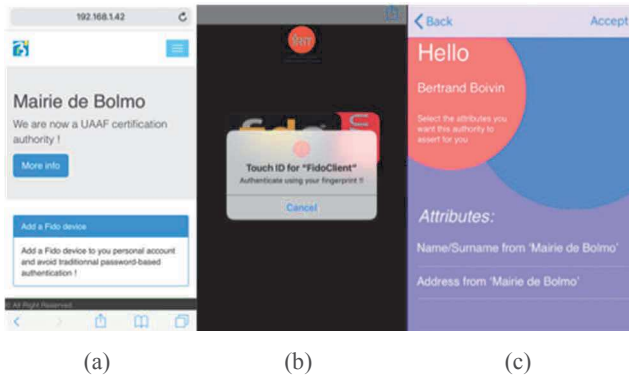 192.168.1.42
Mairie de Bolmo
We are now a UAAF certification
authority !
More info
Add a Fido device
Add a Fido device to you personal account
and avoid traditionnal password-based
authentication !
© All Right Reserved.
Touch ID for "FidoClient"
Authenticate using your fingerprint !!
Cancel
Back
Accept
Hello
Bertrand Boivin
Select the attributes you
want this authority to
assert for you
Attributes:
Name/Surname from 'Mairie de Bolmo'
Address from 'Mairie de Bolmo'
(a)
(b)
(c)